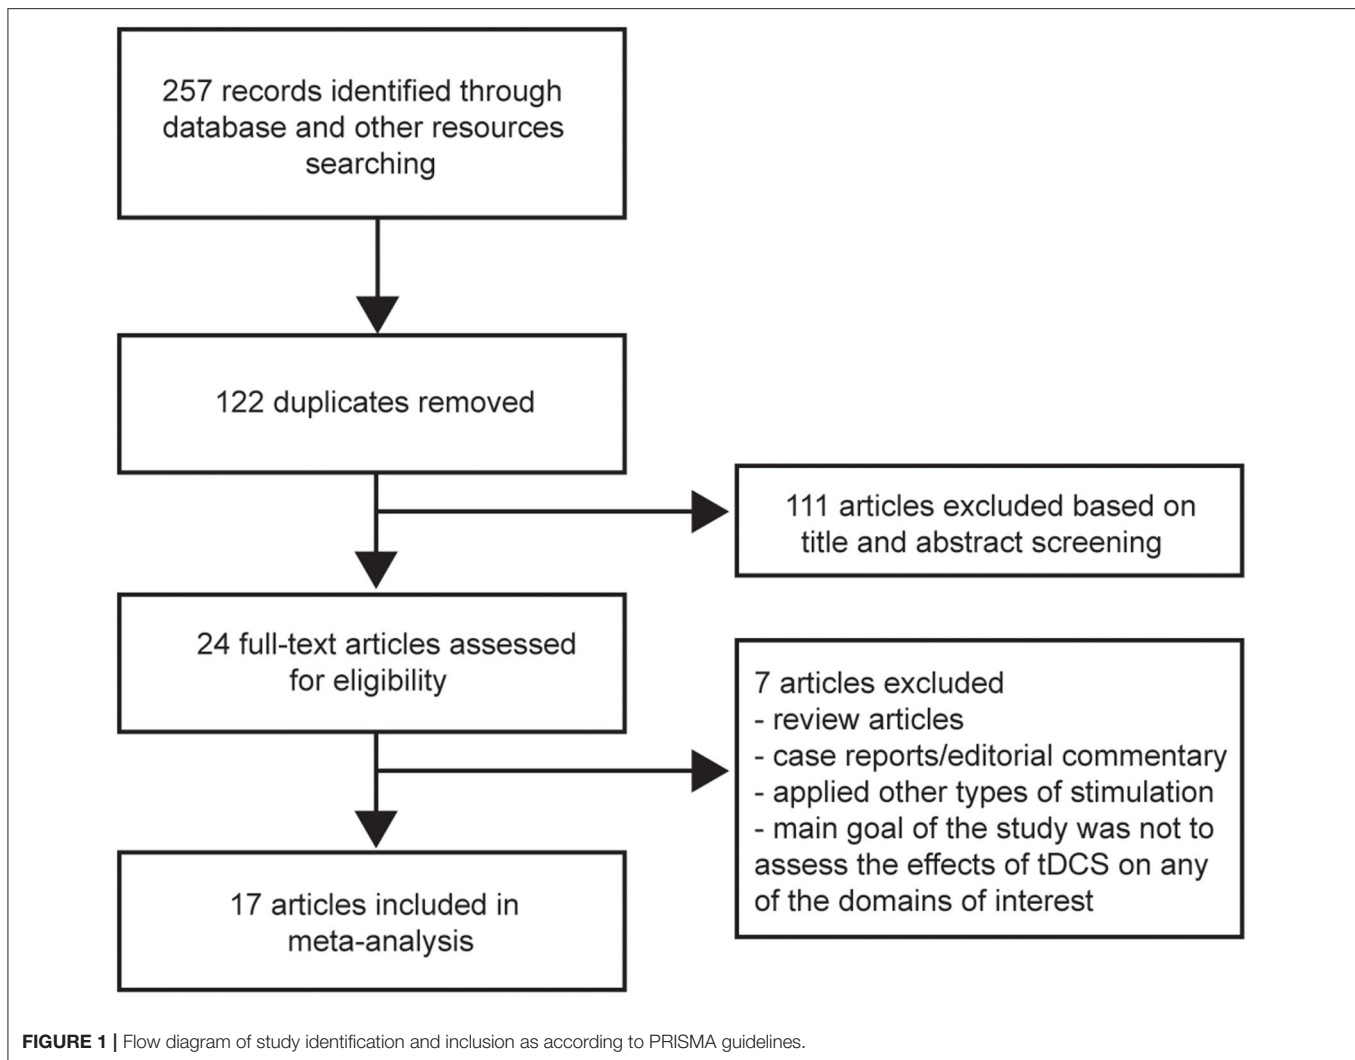 257 records identified through
database and other resources
searching
122 duplicates removed
111 articles excluded based on
title and abstract screening
24 full-text articles assessed
for eligibility
7 articles excluded
- review articles
- case reports/editorial commentary
- applied other types of stimulation
- main goal of the study was not to
assess the effects of tDCS on any
of the domains of interest
17 articles included in
meta-analysis
FIGURE 1 | Flow diagram of study identification and inclusion as according to PRISMA guidelines.